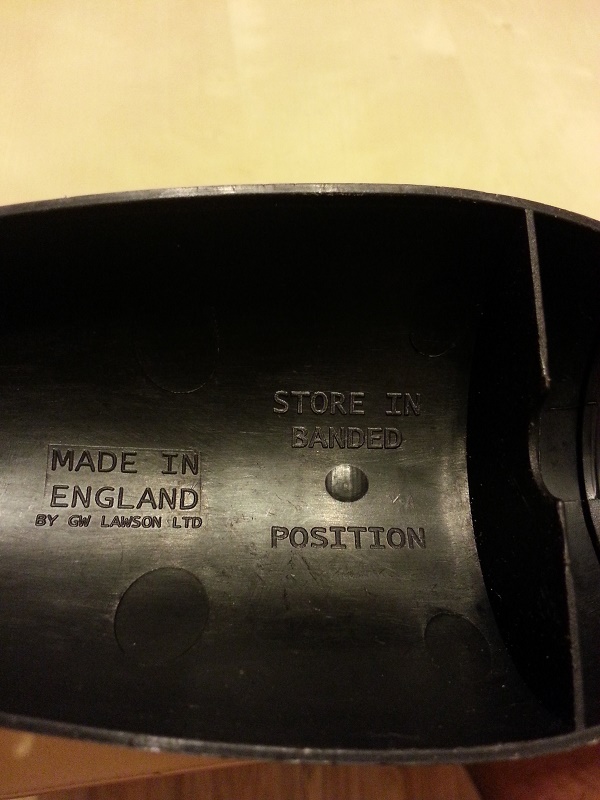 MADE IN
ENGLAND
BY GW LAWSON LTD
STORE IN
BANDED
POSITION